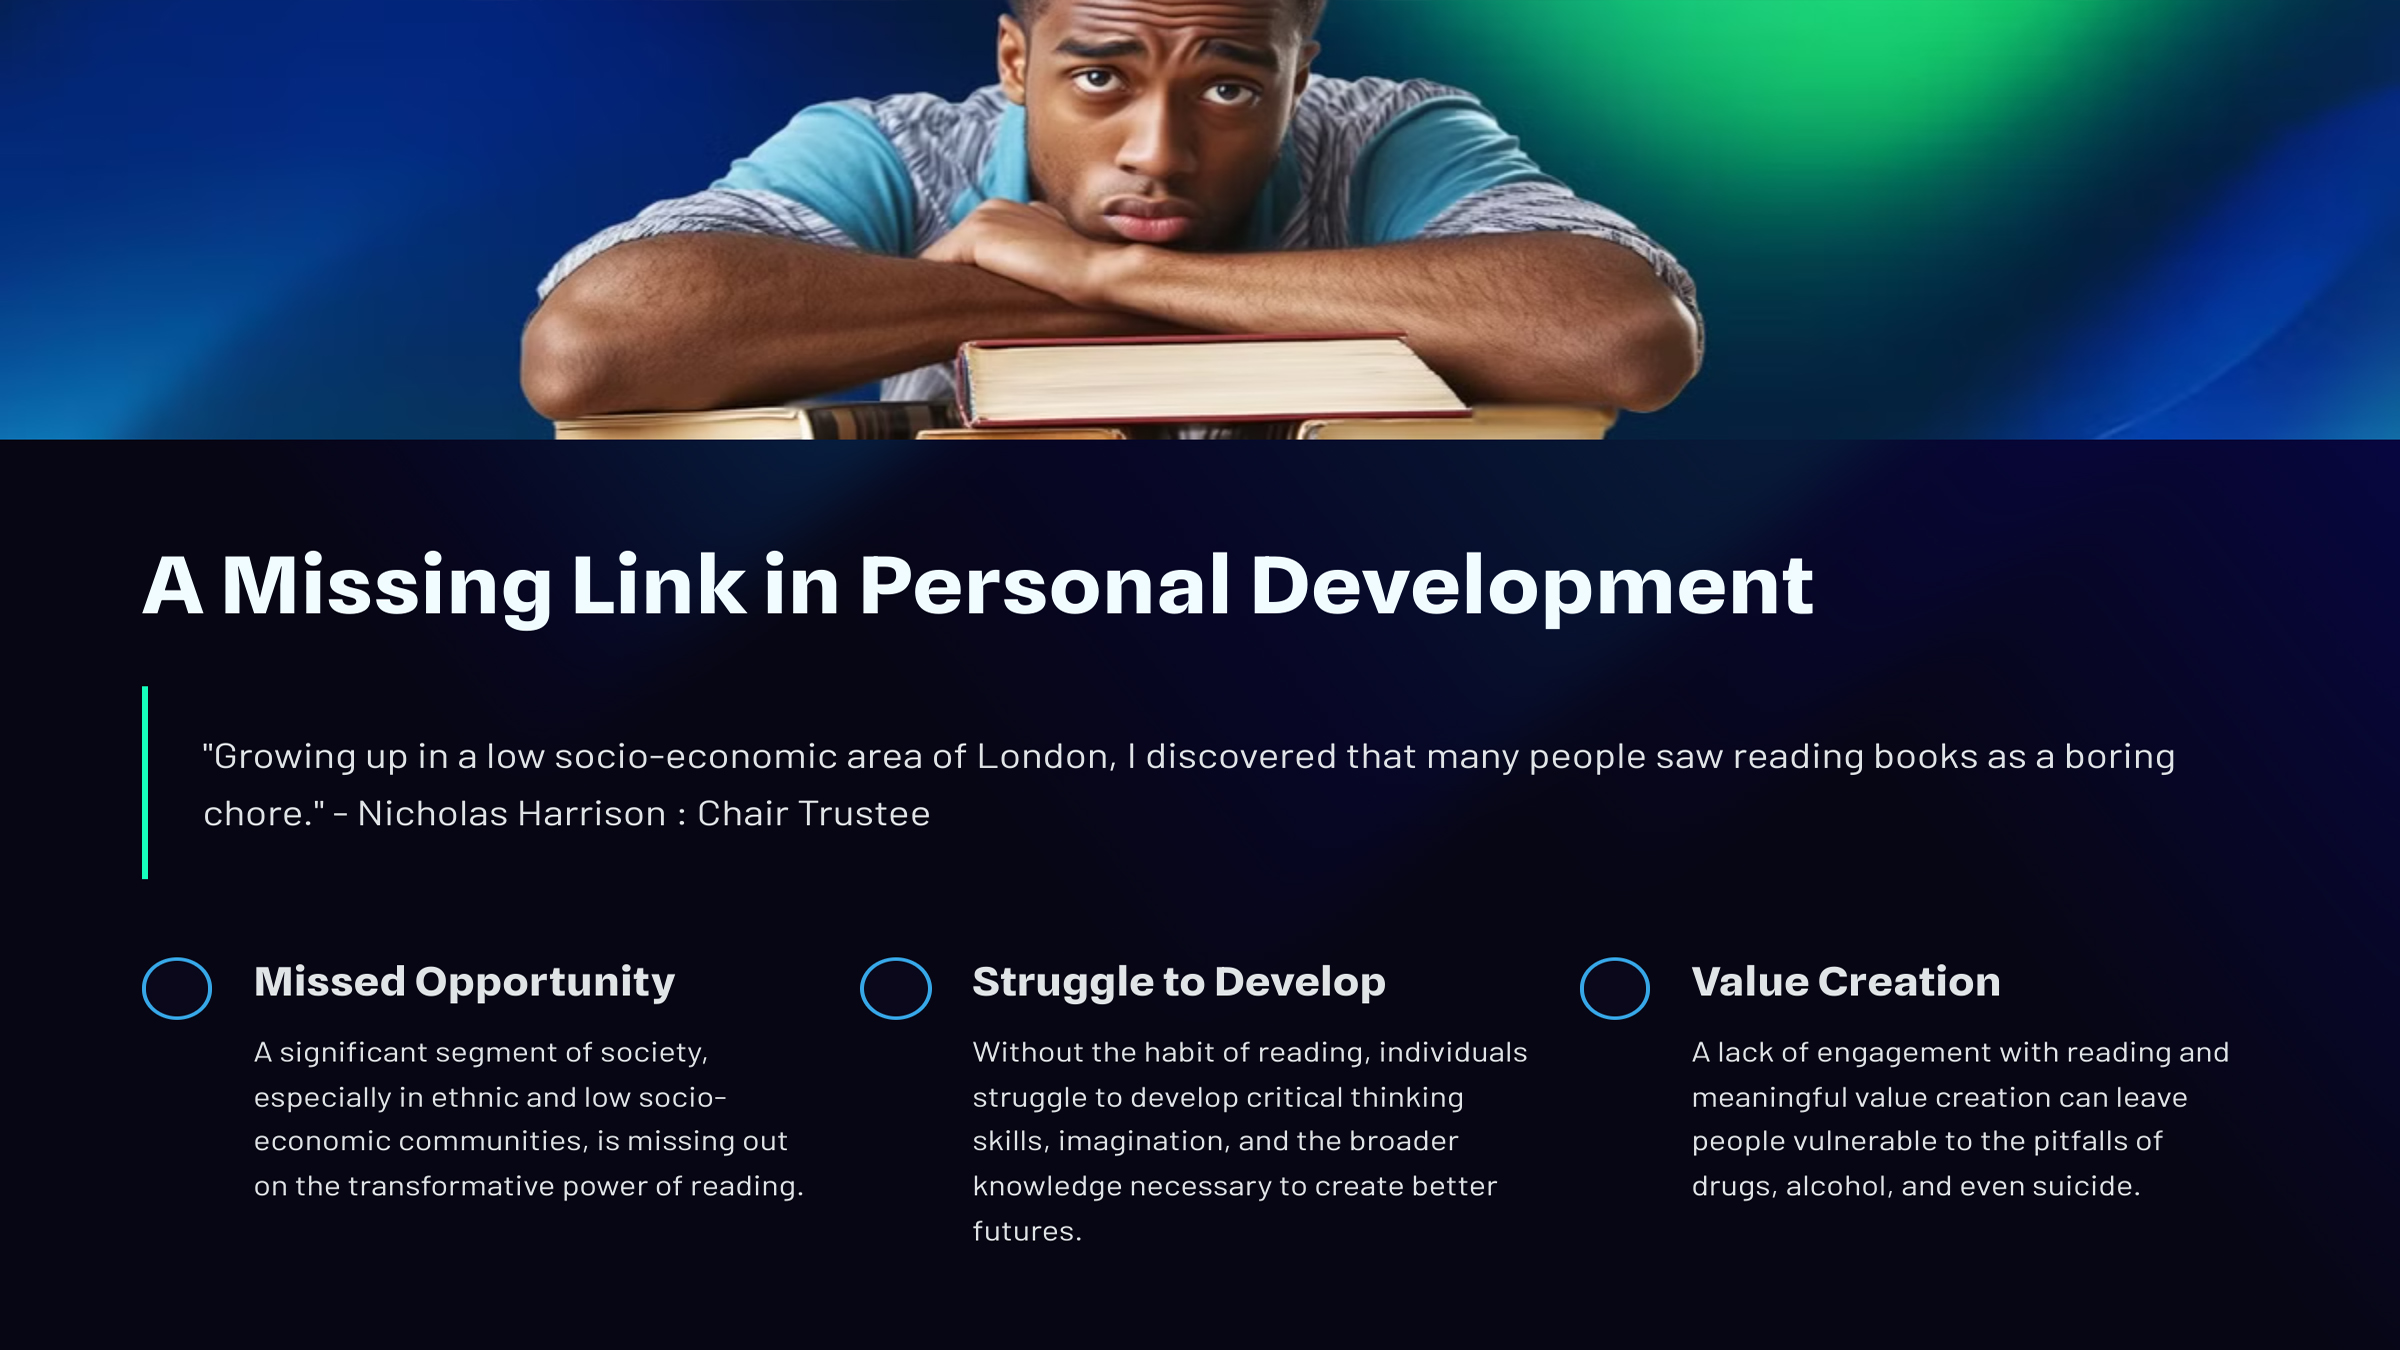 A Missing Link in Personal Development
"Growing up in a low socio-economic area of London, I discovered that many people saw reading books as a boring
chore." - Nicholas Harrison : Chair Trustee
Missed Opportunity
A significant segment of society,
especially in ethnic and low socio-
economic communities, is missing out
on the transformative power of reading.
Struggle to Develop
Without the habit of reading, individuals
struggle to develop critical thinking
skills, imagination, and the broader
knowledge necessary to create better
futures.
Value Creation
A lack of engagement with reading and
meaningful value creation can leave
people vulnerable to the pitfalls of
drugs, alcohol, and even suicide.